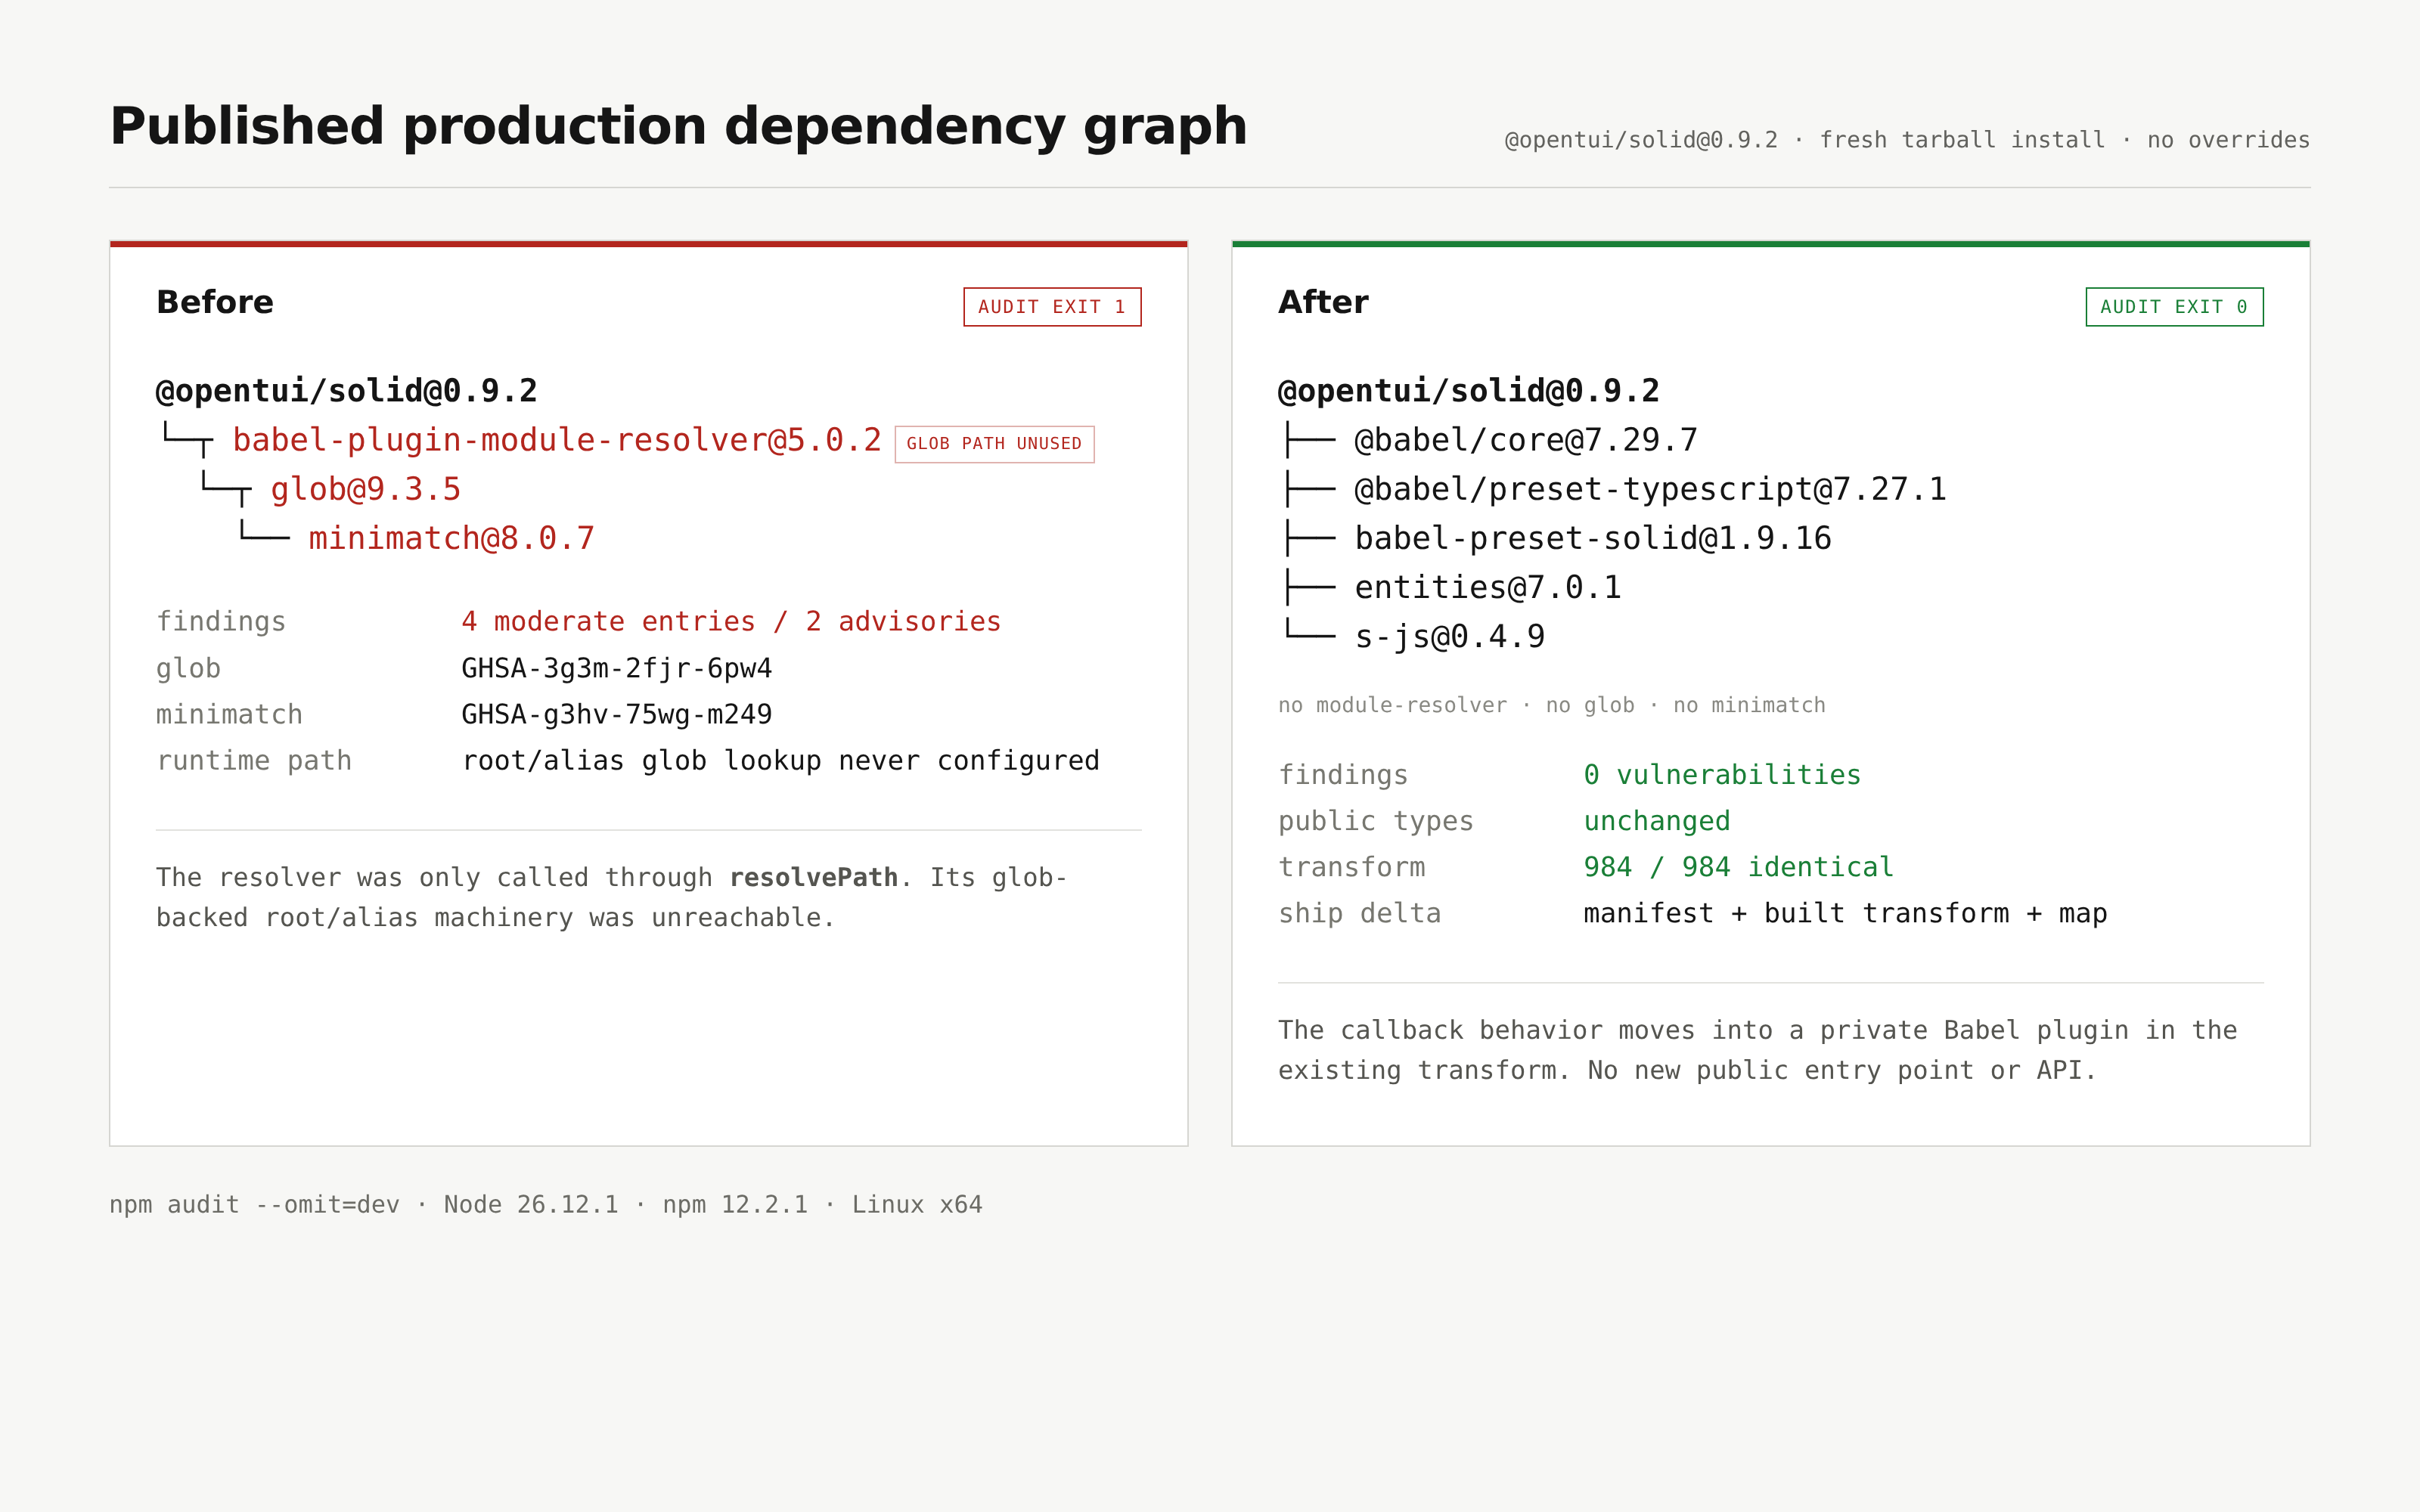 Published production dependency graph
@opentui/solid@0.9.2 · fresh tarball install · no overrides
Before
AUDIT EXIT 1
@opentui/solid@0.9.2
└─┬ babel-plugin-module-resolver@5.0.2 GLOB PATH UNUSED
  └─┬ glob@9.3.5
    └── minimatch@8.0.7
findings 4 moderate entries / 2 advisories
glob GHSA-3g3m-2fjr-6pw4
minimatch GHSA-g3hv-75wg-m249
runtime path root/alias glob lookup never configured
The resolver was only called through resolvePath. Its glob-
backed root/alias machinery was unreachable.
After
AUDIT EXIT 0
@opentui/solid@0.9.2
├── @babel/core@7.29.7
├── @babel/preset-typescript@7.27.1
├── babel-preset-solid@1.9.16
├── entities@7.0.1
└── s-js@0.4.9
no module-resolver · no glob · no minimatch
findings 0 vulnerabilities
public types unchanged
transform 984 / 984 identical
ship delta manifest + built transform + map
The callback behavior moves into a private Babel plugin in the
existing transform. No new public entry point or API.
npm audit --omit=dev · Node 26.12.1 · npm 12.2.1 · Linux x64